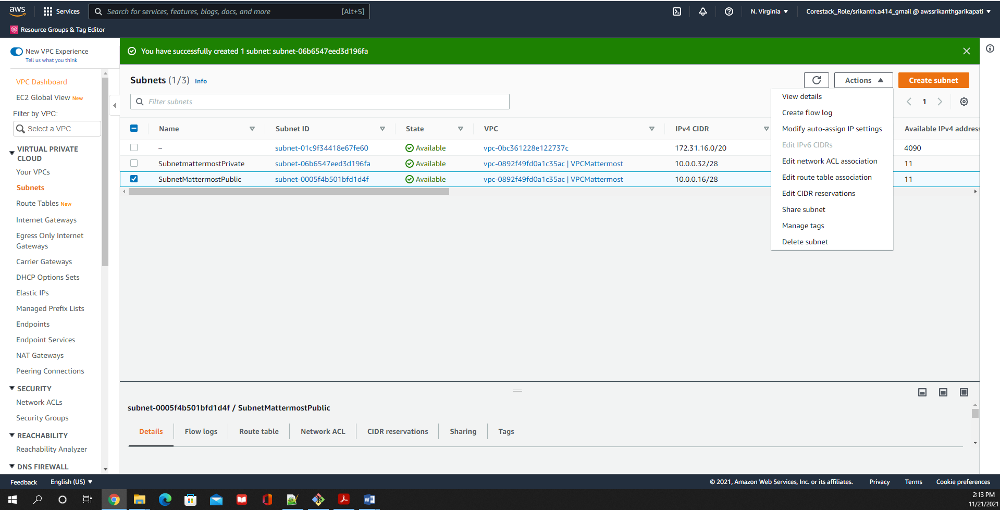 aws
Services
Search for services, features, blogs, docs, and more
[Alt+S]
N. Virginia
Corestack_Role/srikanth.a414_gmail @ awssrikanthgarikapati
Resource Groups & Tag Editor
New VPC Experience
Tell us what you think
VPC Dashboard
EC2 Global View New
Filter by VPC:
Select a VPC
VIRTUAL PRIVATE
CLOUD
Your VPCs
Subnets
Route Tables New
Internet Gateways
Egress Only Internet
Gateways
Carrier Gateways
DHCP Options Sets
Elastic IPs
Managed Prefix Lists
Endpoints
Endpoint Services
NAT Gateways
Peering Connections
SECURITY
Network ACLs
Security Groups
REACHABILITY
Reachability Analyzer
DNS FIREWALL
You have successfully created 1 subnet: subnet-06b6547eed3d196fa
Subnets (1/3) Info
Actions
Create subnet
Filter subnets
1
View details
Create flow log
Modify auto-assign IP settings
Edit IPv6 CIDRs
Edit network ACL association
Edit route table association
Edit CIDR reservations
Share subnet
Manage tags
Delete subnet
Name Subnet ID State VPC IPv4 CIDR Available IPv4 address
– subnet-01c9f34418e67fe60 Available vpc-0bc361228e122737c 172.31.16.0/20 4090
SubnetmattermostPrivate subnet-06b6547eed3d196fa Available vpc-0892f49fd0a1c35ac | VPCMattermost 10.0.0.32/28 11
SubnetMattermostPublic subnet-0005f4b501bfd1d4f Available vpc-0892f49fd0a1c35ac | VPCMattermost 10.0.0.16/28 11
subnet-0005f4b501bfd1d4f / SubnetMattermostPublic
Details Flow logs Route table Network ACL CIDR reservations Sharing Tags
Feedback English (US)
© 2021, Amazon Web Services, Inc. or its affiliates. Privacy Terms Cookie preferences
2:13 PM
11/21/2021